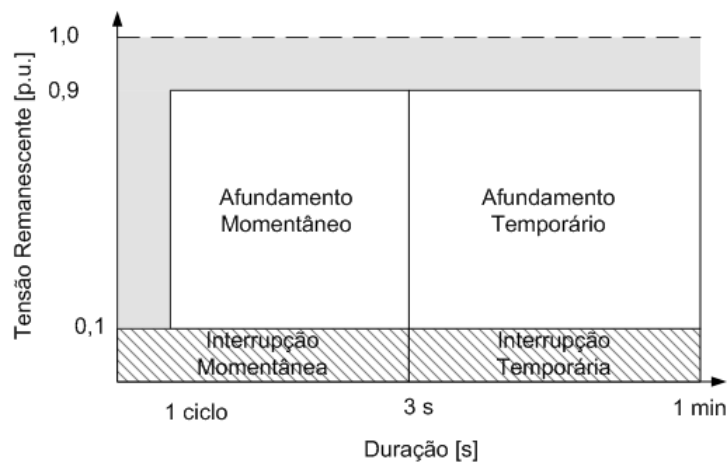 1,0
0,9
0,1
Tensão Remanescente [p.u.]
Afundamento
Momentâneo
Afundamento
Temporário
Interrupção
Momentânea
Interrupção
Temporária
1 ciclo
3 s
1 min
Duração [s]